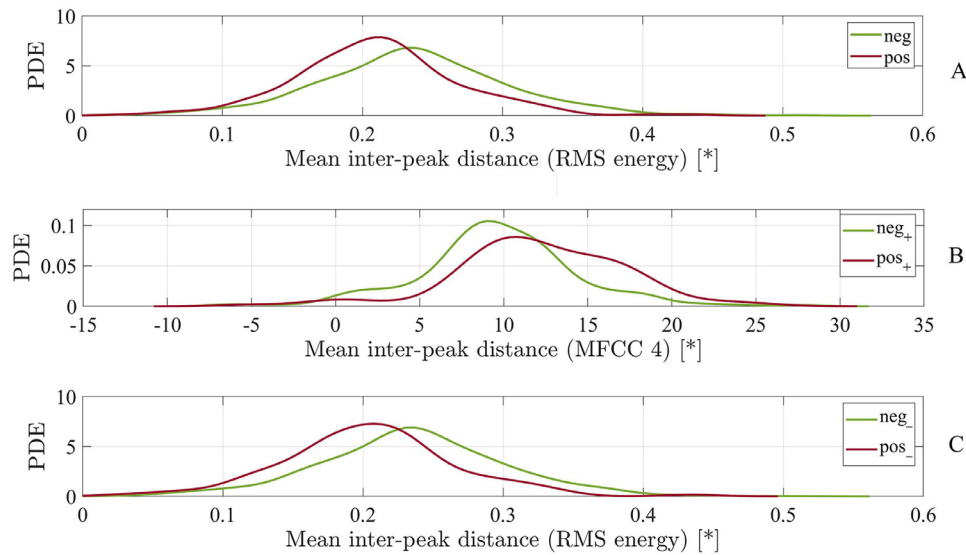 PDE
10
5
0
neg
pos
A
0 0.1 0.2 0.3 0.4 0.5 0.6
Mean inter-peak distance (RMS energy) [*]
PDE
0.1
0.05
0
neg+
pos+
B
-15 -10 -5 0 5 10 15 20 25 30 35
Mean inter-peak distance (MFCC 4) [*]
PDE
10
5
0
neg-
pos-
C
0 0.1 0.2 0.3 0.4 0.5 0.6
Mean inter-peak distance (RMS energy) [*]